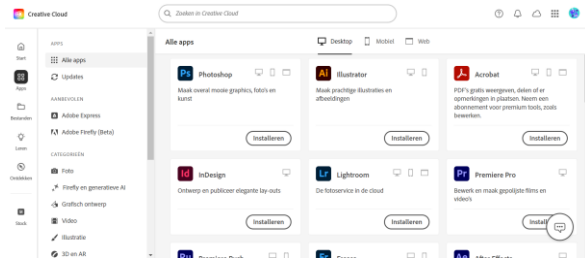 Creative Cloud
Zoeken in Creative Cloud
Start
Apps
Bestanden
Leren
Ontdekken
Stock
APPS
Alle apps
Updates
AANBEVOLEN
Adobe Express
Adobe Firefly (Beta)
CATEGORIEËN
Foto
Firefly en generatieve AI
Grafisch ontwerp
Video
Illustratie
3D en AR
Alle apps
Desktop
Mobiel
Web
Ps Photoshop
Maak overal mooie graphics, foto's en
kunst
Installeren
Ai Illustrator
Maak prachtige illustraties en
afbeeldingen
Installeren
Acrobat
PDF's gratis weergeven, delen of er
opmerkingen in plaatsen. Neem een
abonnement voor premium tools, zoals
bewerken.
Installeren
Id InDesign
Ontwerp en publiceer elegante lay-outs
Installeren
Lr Lightroom
De fotoservice in de cloud
Installeren
Pr Premiere Pro
Bewerk en maak gepolijste films en
video's
Install